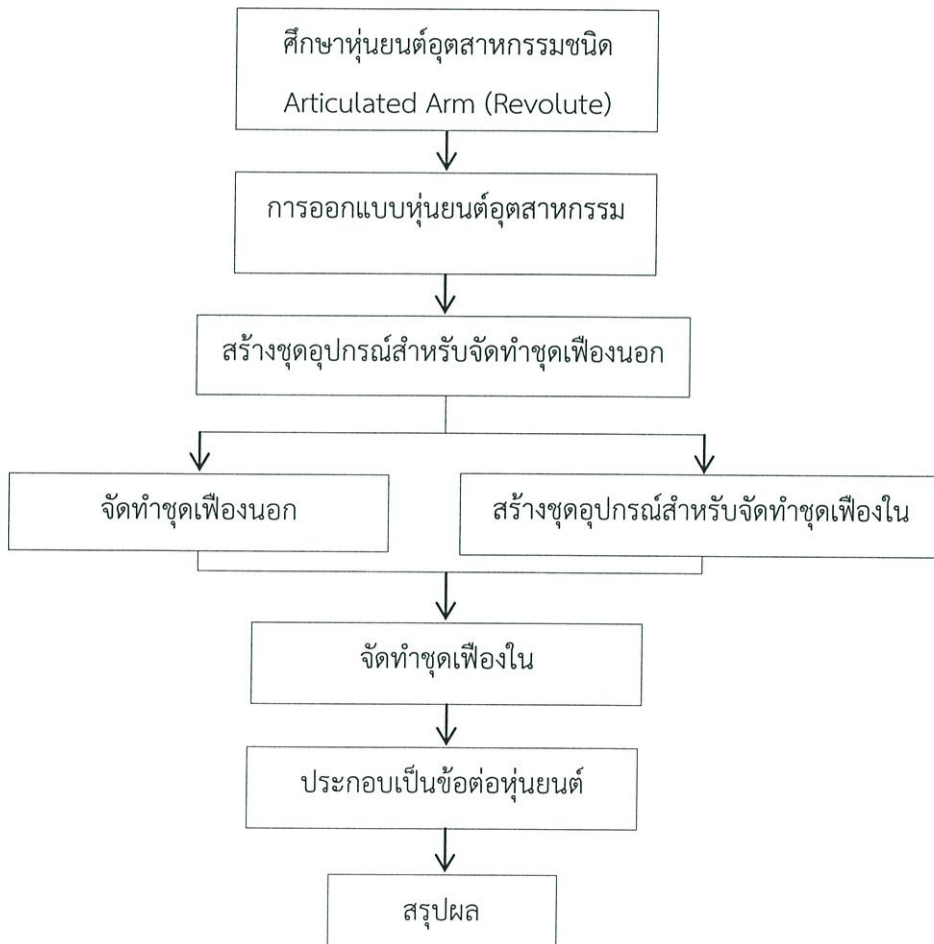 ศึกษาหุ่นยนต์อุตสาหกรรมชนิด
Articulated Arm (Revolute)
การออกแบบหุ่นยนต์อุตสาหกรรม
สร้างชุดอุปกรณ์สำหรับจัดทำชุดเฟืองนอก
จัดทำชุดเฟืองนอก
สร้างชุดอุปกรณ์สำหรับจัดทำชุดเฟืองใน
จัดทำชุดเฟืองใน
ประกอบเป็นข้อต่อหุ่นยนต์
สรุปผล